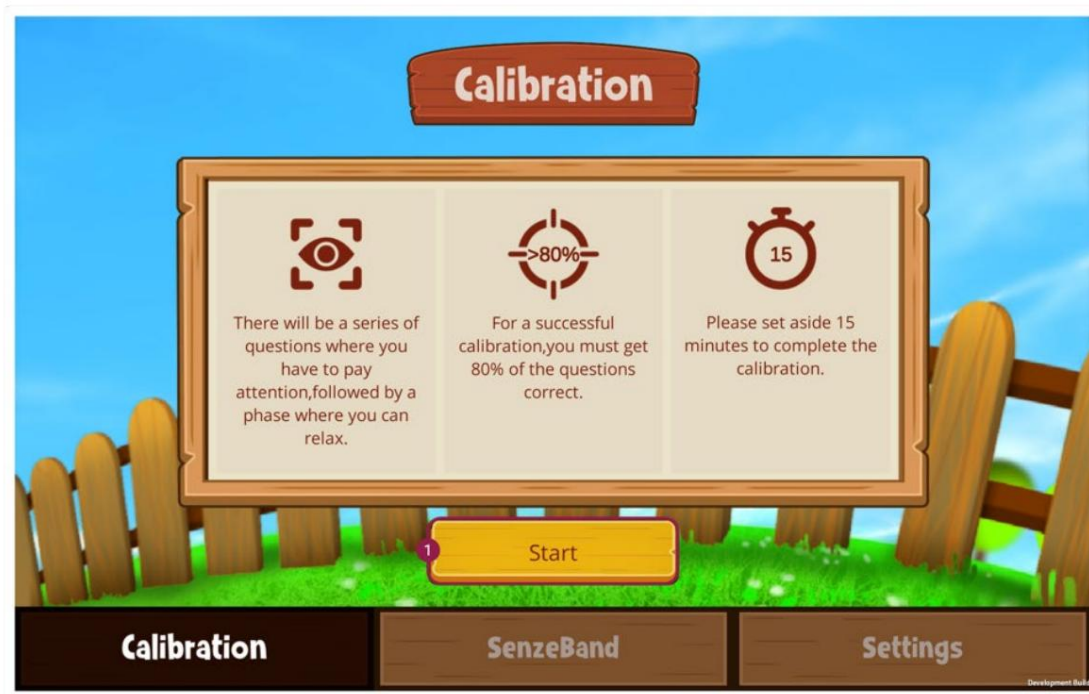 Calibration
>80%
15
There will be a series of
questions where you
have to pay
attention,followed by a
phase where you can
relax.
For a successful
calibration,you must get
80% of the questions
correct.
Please set aside 15
minutes to complete the
calibration.
1
Start
Calibration
SenzeBand
Settings
Development